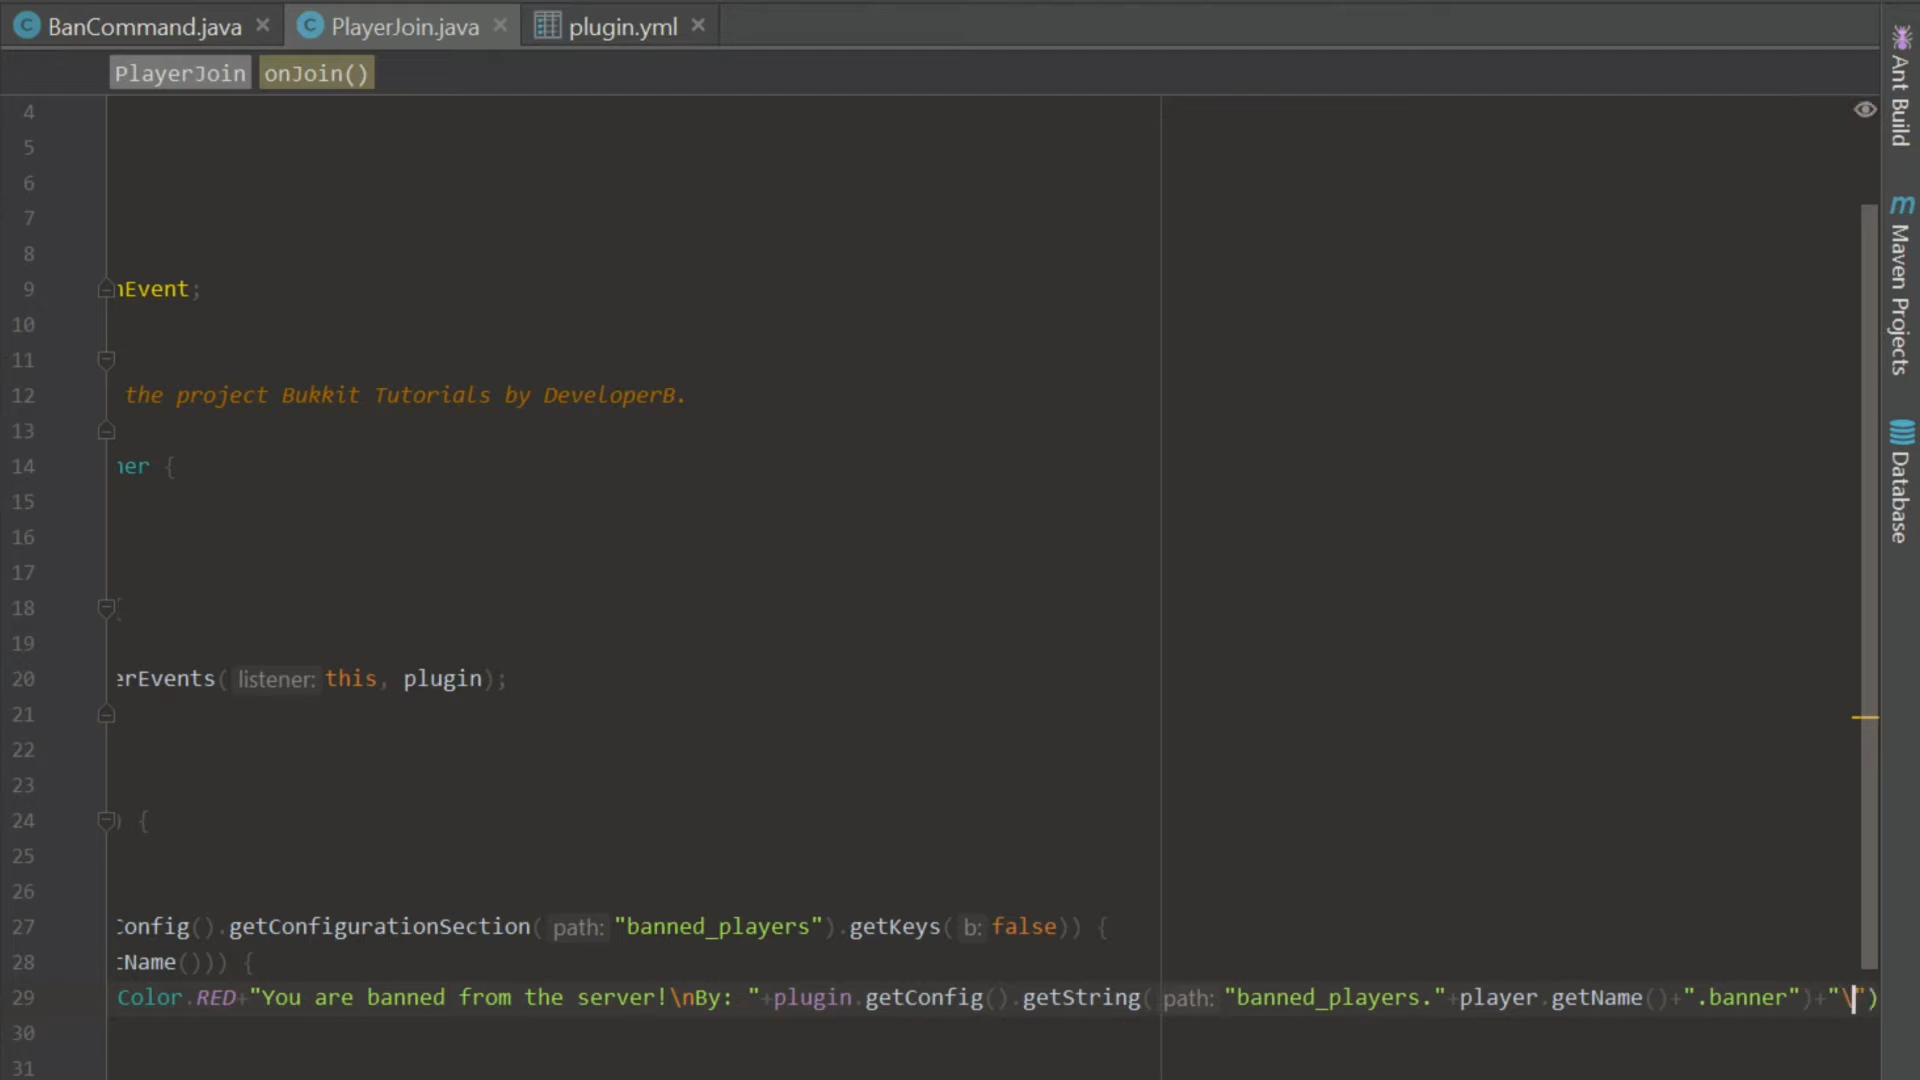 BanCommand.java PlayerJoin.java plugin.yml
PlayerJoin onJoin()
4
5
6
7
8
9 nEvent;
10
11
12 the project Bukkit Tutorials by DeveloperB.
13
14 ner {
15
16
17
18 {
19
20 erEvents( listener: this, plugin);
21
22
23
24 ) {
25
26
27 Config().getConfigurationSection( path: "banned_players").getKeys( b: false)) {
28 tName())) {
29 Color.RED+"You are banned from the server!\nBy: "+plugin.getConfig().getString( path: "banned_players."+player.getName()+".banner")+"\")
30
31
Ant Build
Maven Projects
Database